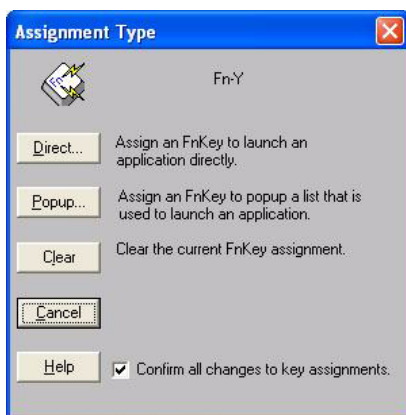 Assignment Type
Fn
Fn-Y
Direct...
Assign an FnKey to launch an
application directly.
Popup...
Assign an FnKey to popup a list that is
used to launch an application.
Clear
Clear the current FnKey assignment.
Cancel
Help
Confirm all changes to key assignments.